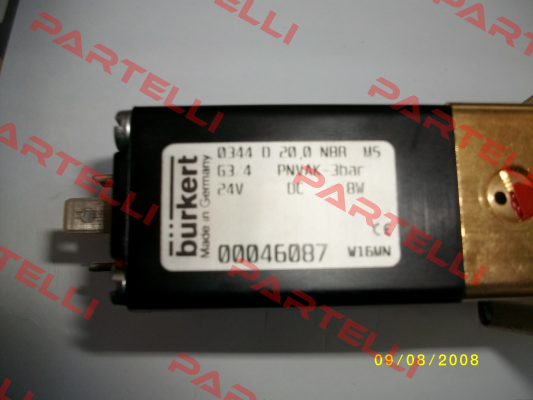 burkert
Made in Germany
0344 D 20,0 NBR MS
G3 4 PNVAK-3bar
24V DC 8W
CE
00046087 W16MN
09/08/2008
PARTELLI
PARTELLI
PARTELLI
PARTELLI
PARTELLI